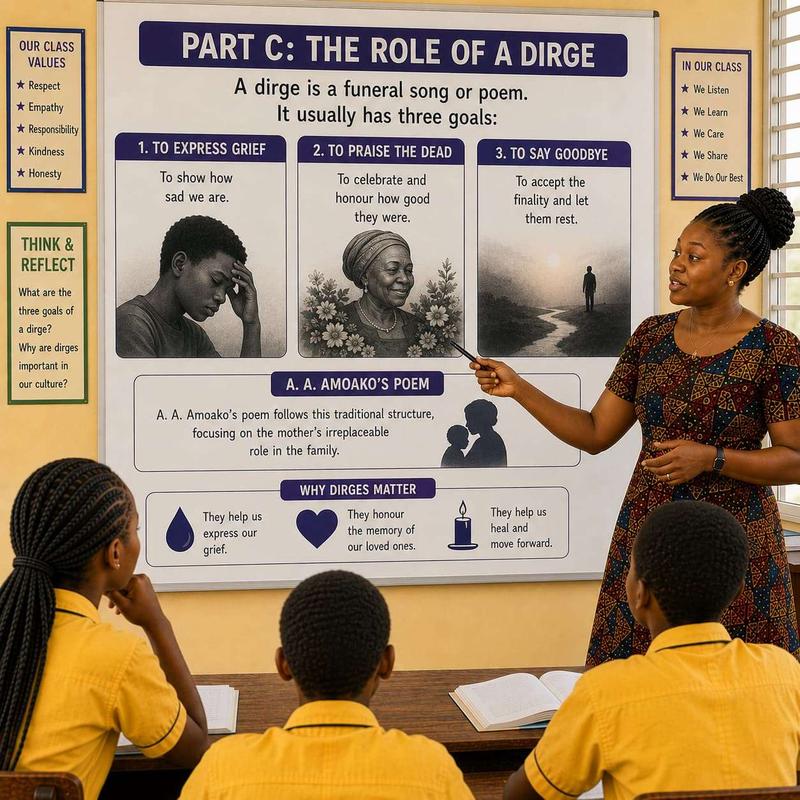 OUR CLASS
VALUES
★ Respect
★ Empathy
★ Responsibility
★ Kindness
★ Honesty
THINK &
REFLECT
What are the
three goals of
a dirge?
Why are dirges
important in
our culture?
PART C: THE ROLE OF A DIRGE
A dirge is a funeral song or poem.
It usually has three goals:
1. TO EXPRESS GRIEF
To show how
sad we are.
2. TO PRAISE THE DEAD
To celebrate and
honour how good
they were.
3. TO SAY GOODBYE
To accept the
finality and let
them rest.
A. A. AMOAKO'S POEM
A. A. Amoako's poem follows this traditional structure,
focusing on the mother's irreplaceable
role in the family.
WHY DIRGES MATTER
They help us
express our
grief.
They honour
the memory of
our loved ones.
They help us
heal and
move forward.
IN OUR CLASS
★ We Listen
★ We Learn
★ We Care
★ We Share
★ We Do Our Best